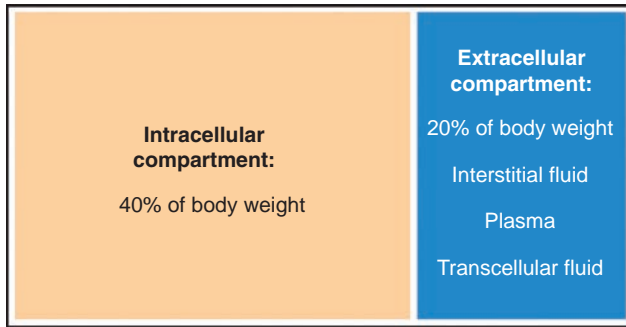 Intracellular
compartment:
40% of body weight
Extracellular
compartment:
20% of body weight
Interstitial fluid
Plasma
Transcellular fluid